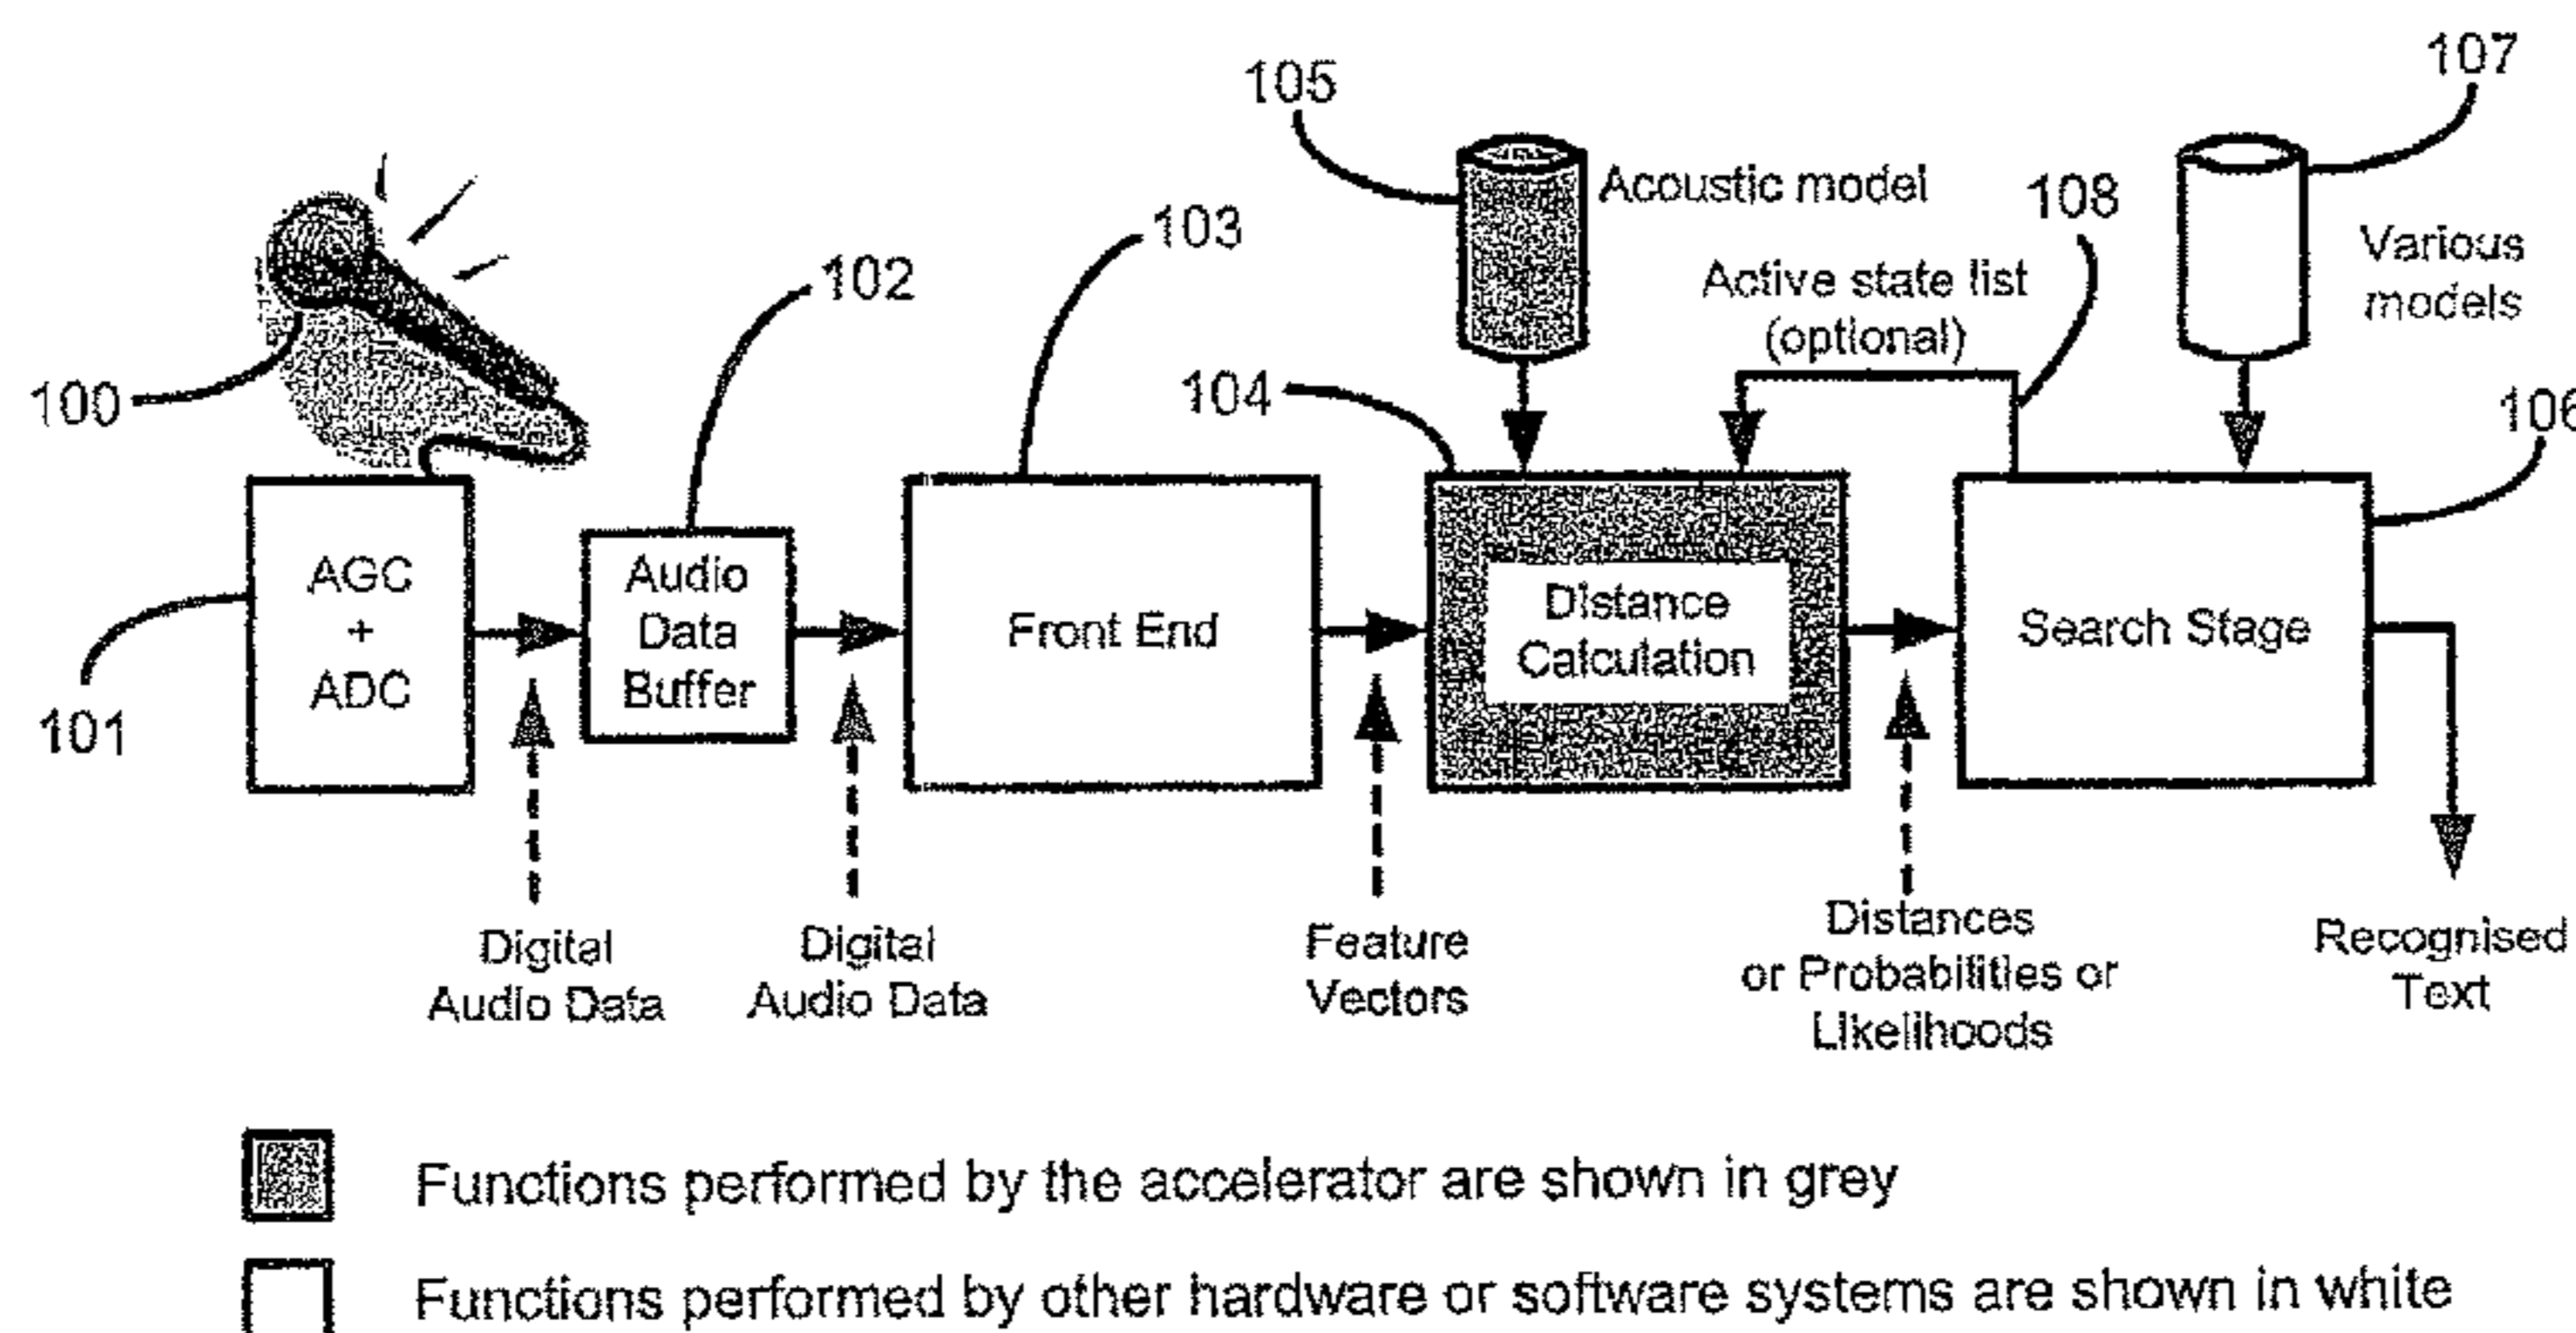 105
107
Acoustic model
108
103
102
Various
models
Active state list
(optional)
100
104
106
AGC
+
ADC
Audio
Data
Buffer
Front End
Distance
Calculation
Search Stage
101
Digital
Audio Data
Digital
Audio Data
Feature
Vectors
Distances
or Probabilities or
Likelihoods
Recognised
Text
Functions performed by the accelerator are shown in grey
Functions performed by other hardware or software systems are shown in white